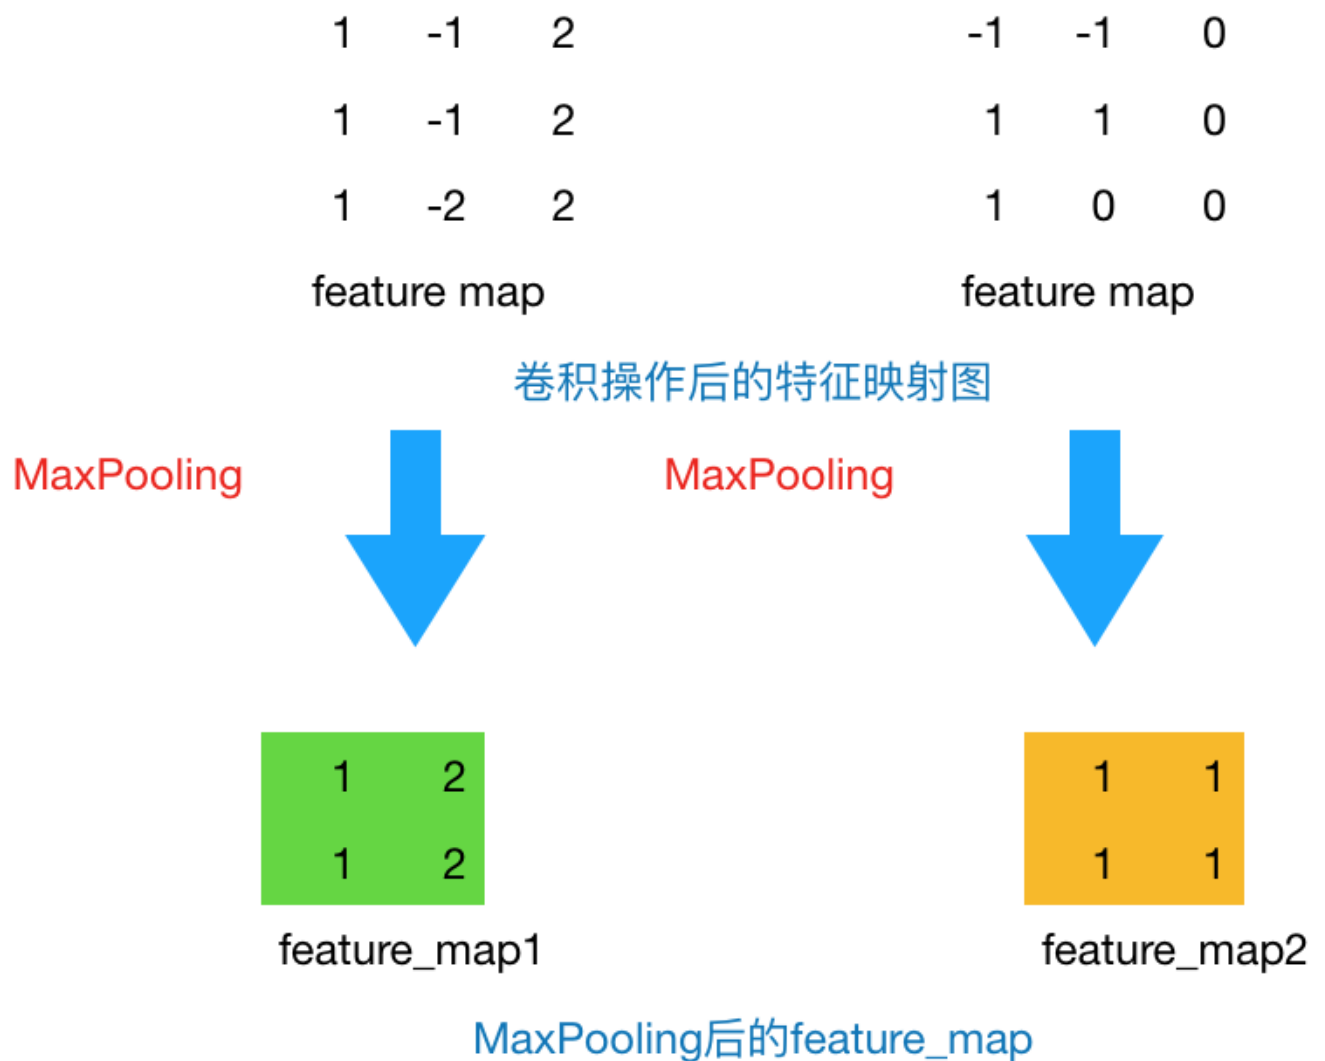 1 -1 2 -1 -1 0
1 -1 2 1 1 0
1 -2 2 1 0 0
feature map feature map
卷积操作后的特征映射图
MaxPooling MaxPooling
1 2 1 1
1 2 1 1
feature_map1 feature_map2
MaxPooling后的feature_map